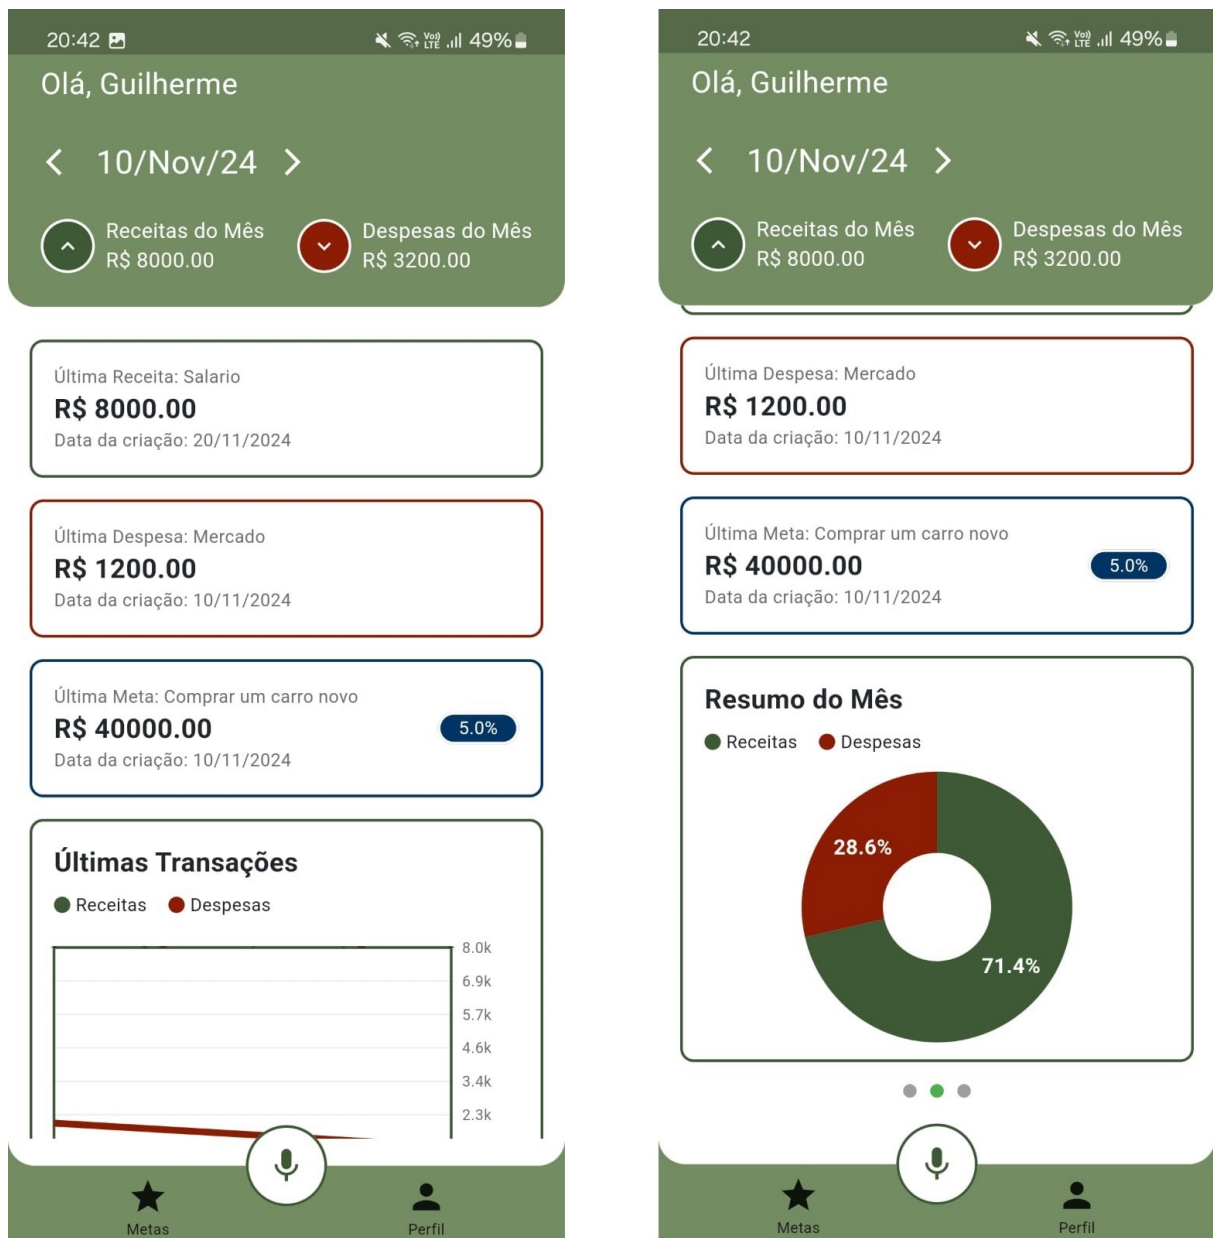 20:42
Vo))
LTE
49%
Olá, Guilherme
10/Nov/24
Receitas do Mês
R$ 8000.00
Despesas do Mês
R$ 3200.00
Última Receita: Salario
R$ 8000.00
Data da criação: 20/11/2024
Última Despesa: Mercado
R$ 1200.00
Data da criação: 10/11/2024
Última Meta: Comprar um carro novo
R$ 40000.00
5.0%
Data da criação: 10/11/2024
Últimas Transações
Receitas
Despesas
8.0k
6.9k
5.7k
4.6k
3.4k
2.3k
Metas
Perfil
20:42
Vo))
LTE
49%
Olá, Guilherme
10/Nov/24
Receitas do Mês
R$ 8000.00
Despesas do Mês
R$ 3200.00
Última Despesa: Mercado
R$ 1200.00
Data da criação: 10/11/2024
Última Meta: Comprar um carro novo
R$ 40000.00
5.0%
Data da criação: 10/11/2024
Resumo do Mês
Receitas
Despesas
28.6%
71.4%
Metas
Perfil